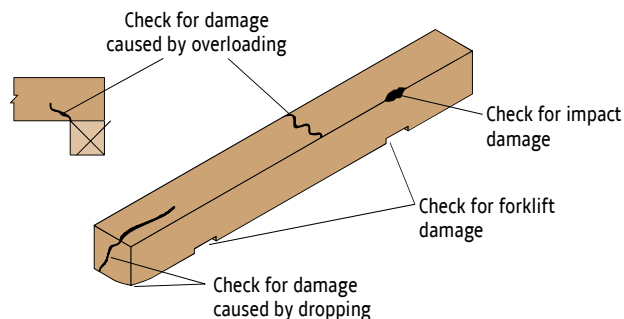 Check for damage
caused by overloading
Check for impact
damage
Check for forklift
damage
Check for damage
caused by dropping